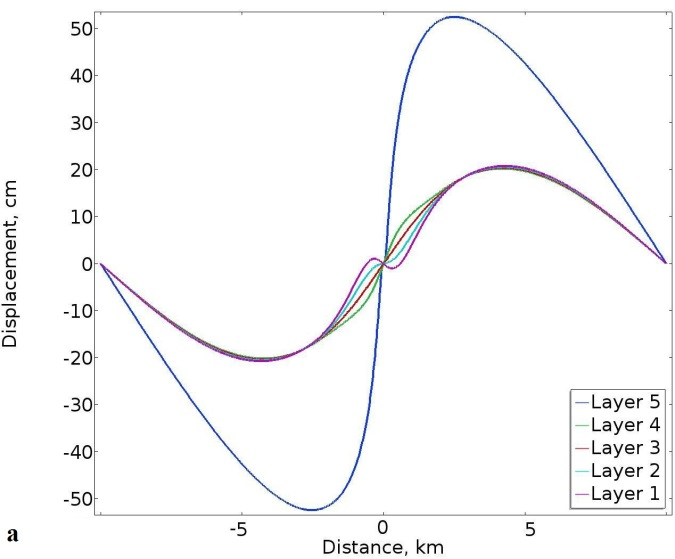 50
40
30
20
10
0
-10
-20
-30
-40
-50
Displacement, cm
-5 0 5
Distance, km
Layer 5
Layer 4
Layer 3
Layer 2
Layer 1
a